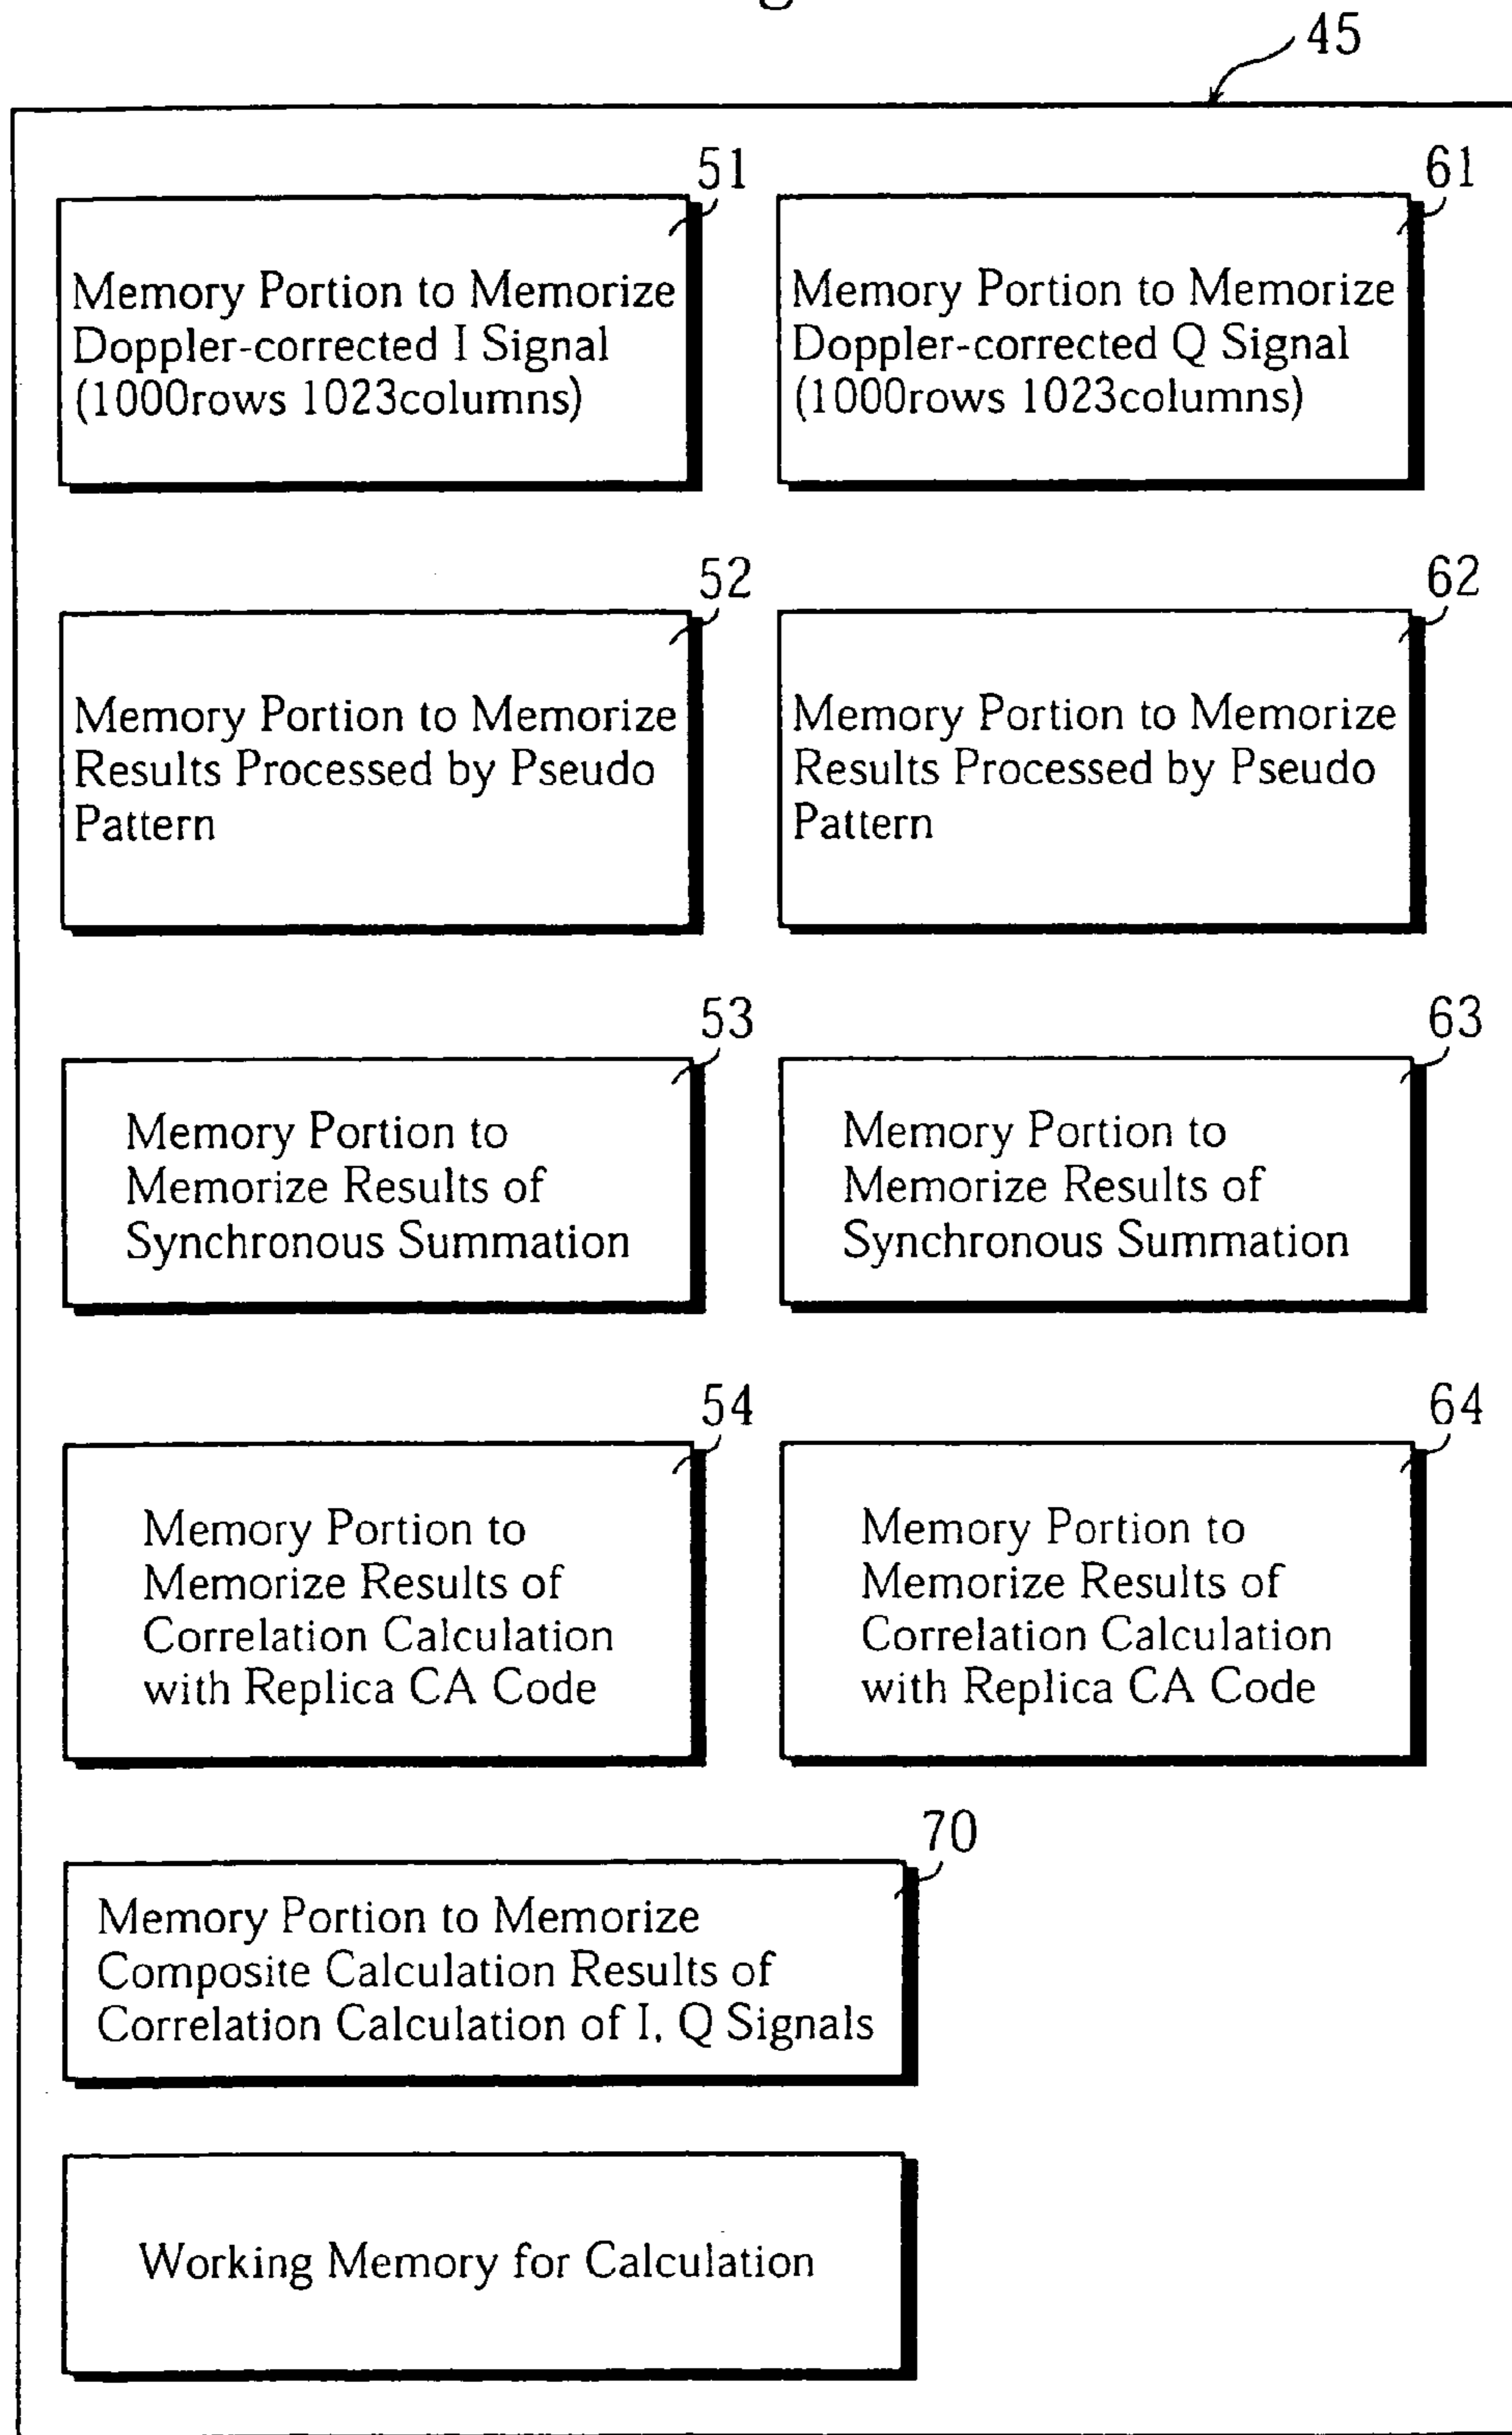 45
51
Memory Portion to Memorize
Doppler-corrected I Signal
(1000rows 1023columns)
61
Memory Portion to Memorize
Doppler-corrected Q Signal
(1000rows 1023columns)
52
Memory Portion to Memorize
Results Processed by Pseudo
Pattern
62
Memory Portion to Memorize
Results Processed by Pseudo
Pattern
53
Memory Portion to
Memorize Results of
Synchronous Summation
63
Memory Portion to
Memorize Results of
Synchronous Summation
54
Memory Portion to
Memorize Results of
Correlation Calculation
with Replica CA Code
64
Memory Portion to
Memorize Results of
Correlation Calculation
with Replica CA Code
70
Memory Portion to Memorize
Composite Calculation Results of
Correlation Calculation of I, Q Signals
Working Memory for Calculation